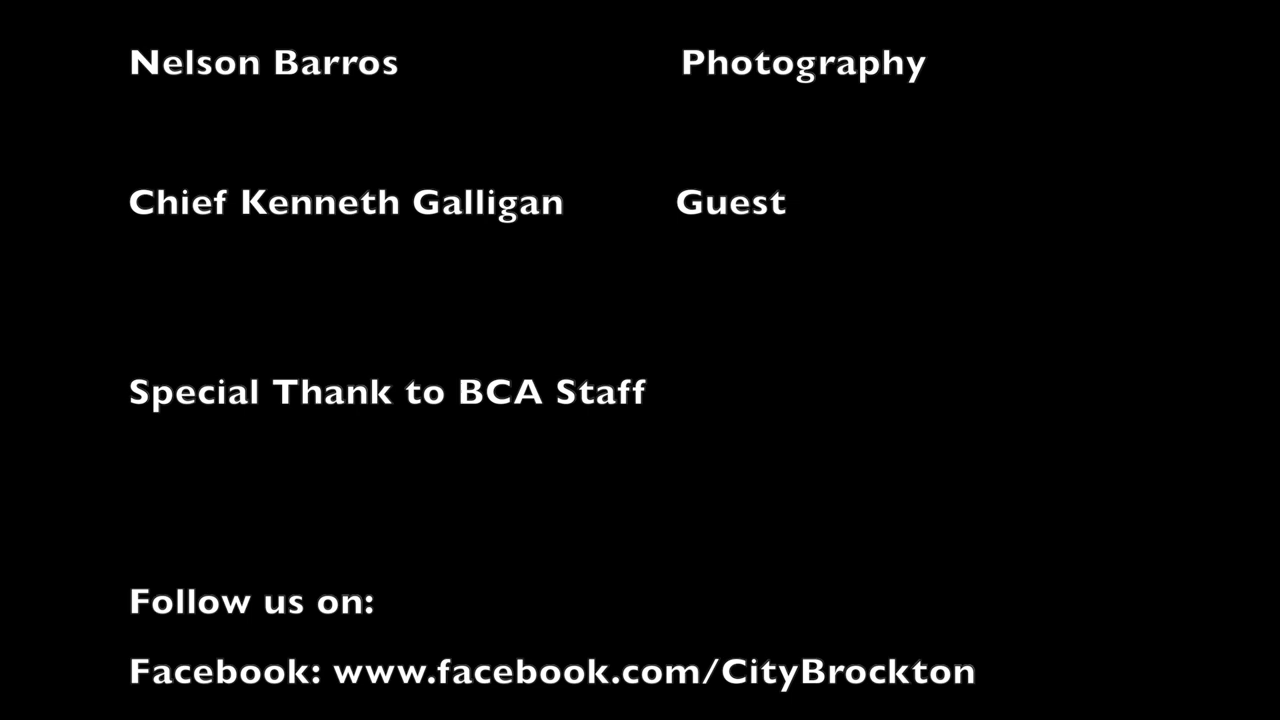 Nelson Barros Photography
Chief Kenneth Galligan Guest
Special Thank to BCA Staff
Follow us on:
Facebook: www.facebook.com/CityBrockton